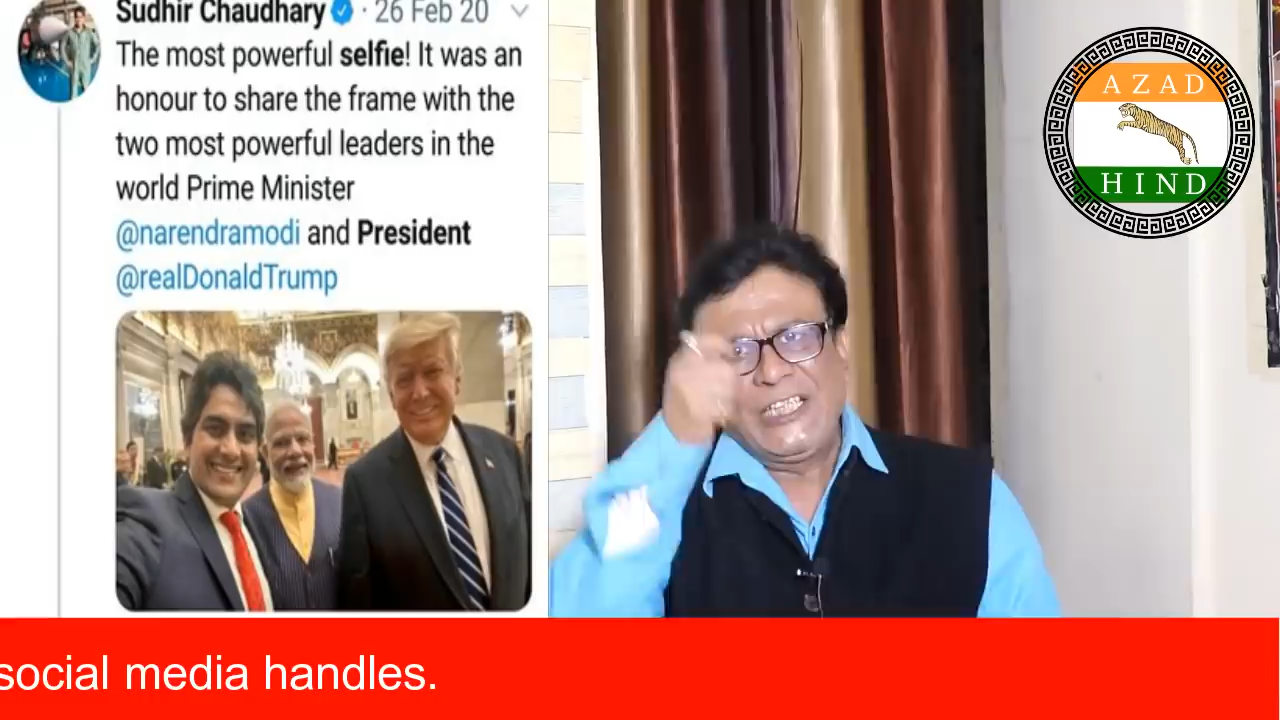 Sudhir Chaudhary · 26 Feb 20
The most powerful selfie! It was an
honour to share the frame with the
two most powerful leaders in the
world Prime Minister
@narendramodi and President
@realDonaldTrump
AZAD
HIND
social media handles.